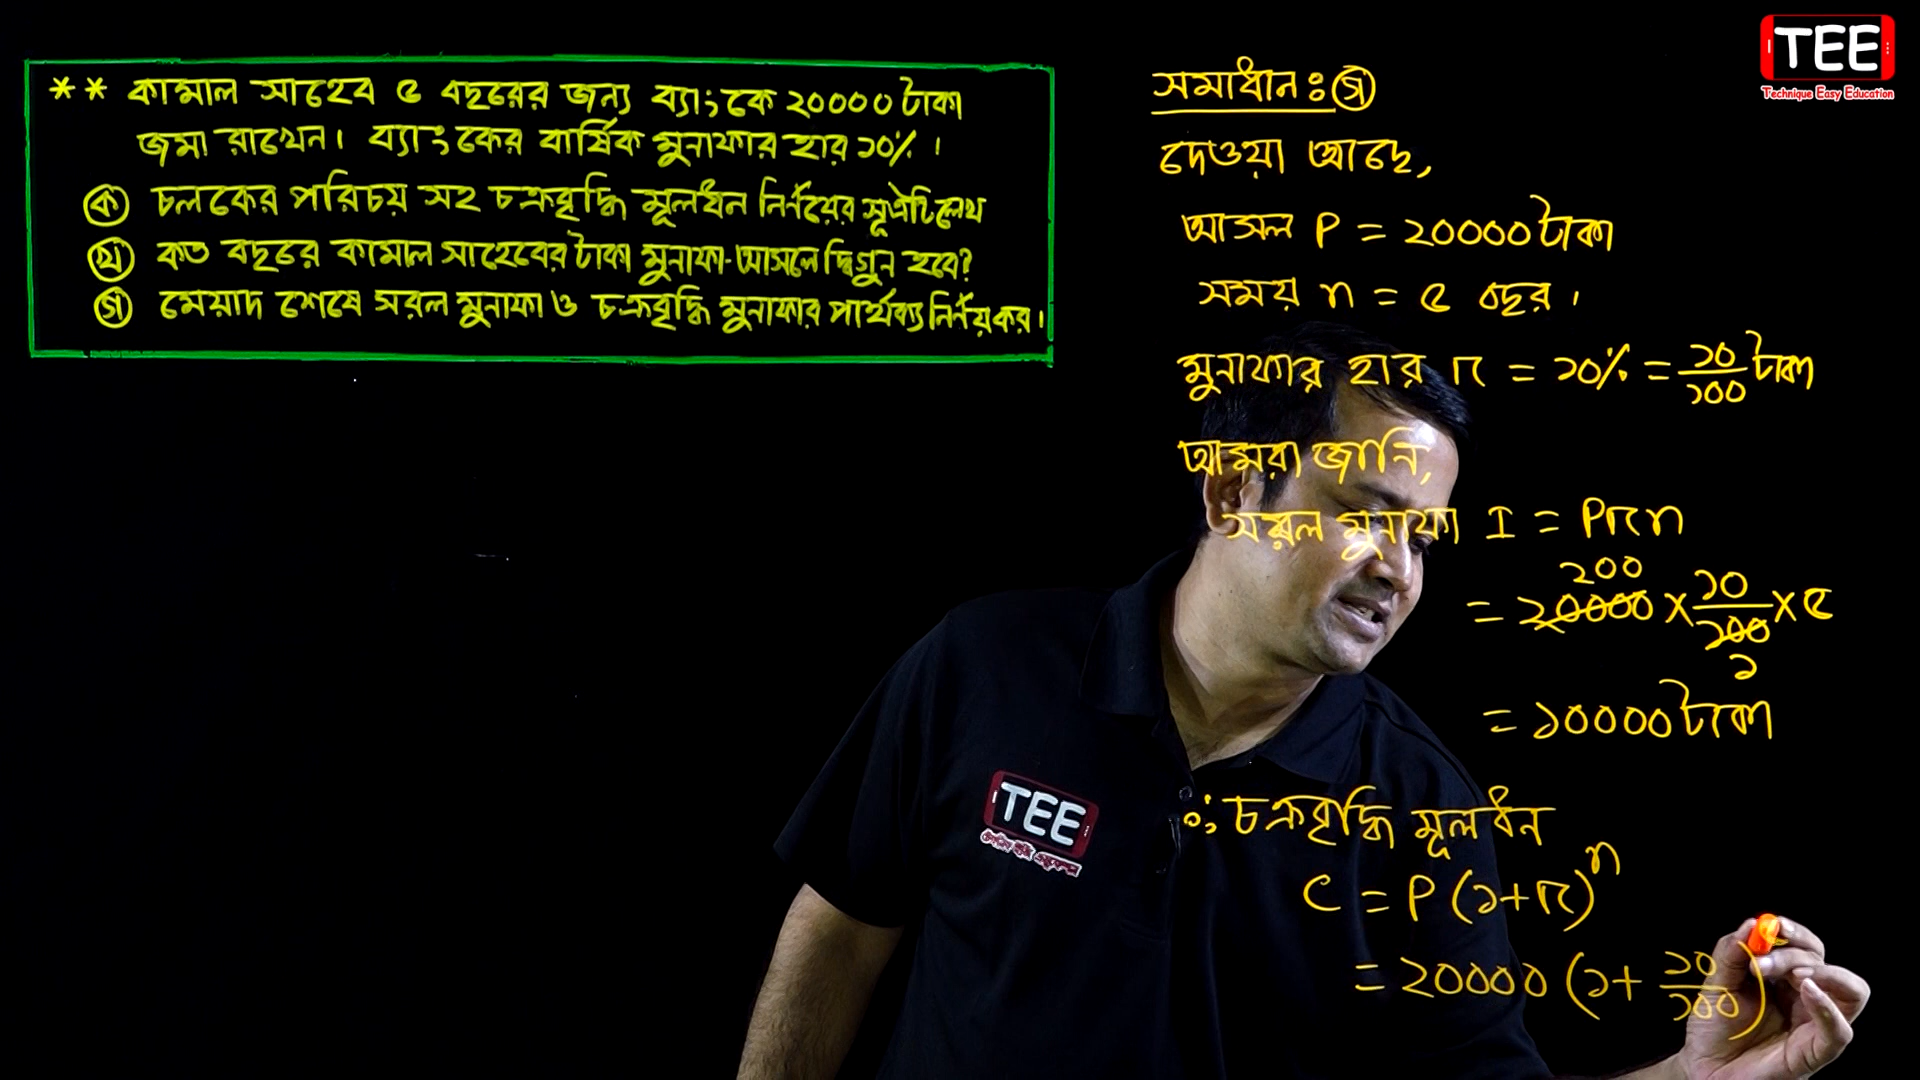 ** কামাল সাহেব ৫ বছরের জন্য ব্যাংকে ২০০০০ টাকা
জমা রাখেন। ব্যাংকের বার্ষিক মুনাফার হার ১০%।
ক চলকের পরিচয় সহ চক্রবৃদ্ধি মূলধন নির্ণয়ের সূত্রটি লেখ
খ কত বছরে কামাল সাহেবের টাকা মুনাফা-আসলে দ্বিগুন হবে?
গ মেয়াদ শেষে সরল মুনাফা ও চক্রবৃদ্ধি মুনাফার পার্থক্য নির্ণয় কর।
সমাধান: গ
দেওয়া আছে,
আসল P = ২০০০০ টাকা
সময় n = ৫ বছর।
মুনাফার হার r = ১০% = ১০/১০০ টাকা
আমরা জানি,
সরল মুনাফা I = Prn
২০০
= ২০০০০ × ১০/১০০ × ৫
১
= ১০০০০ টাকা
∴ চক্রবৃদ্ধি মূলধন
C = P (১+r)^n
= ২০০০০ (১+ ১০/১০০)
TEE
Technique Easy Education
TEE